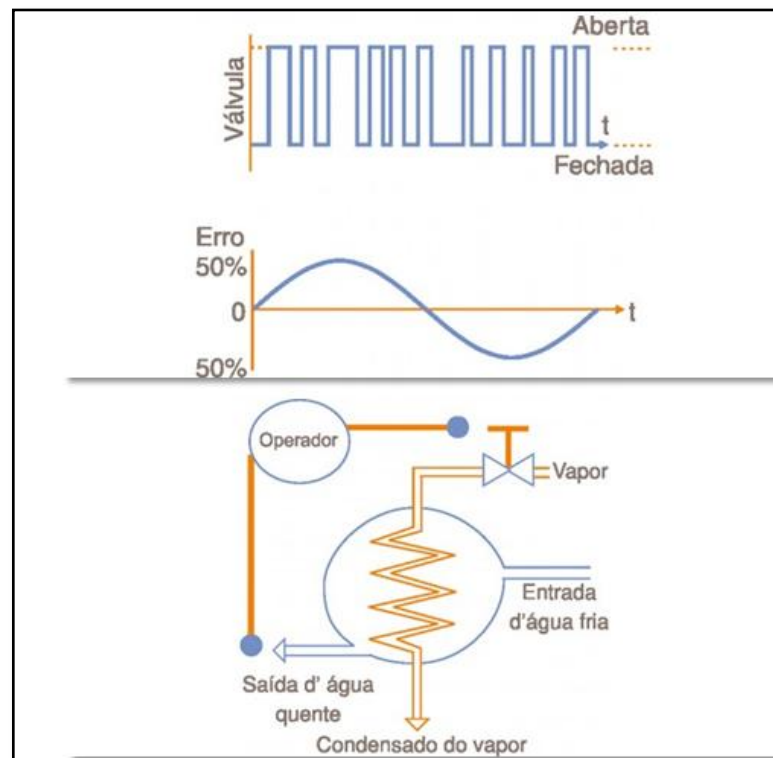 Aberta
Válvula
t
Fechada
Erro
50%
0
t
50%
Operador
Vapor
Entrada
d'água fria
Saída d' água
quente
Condensado do vapor